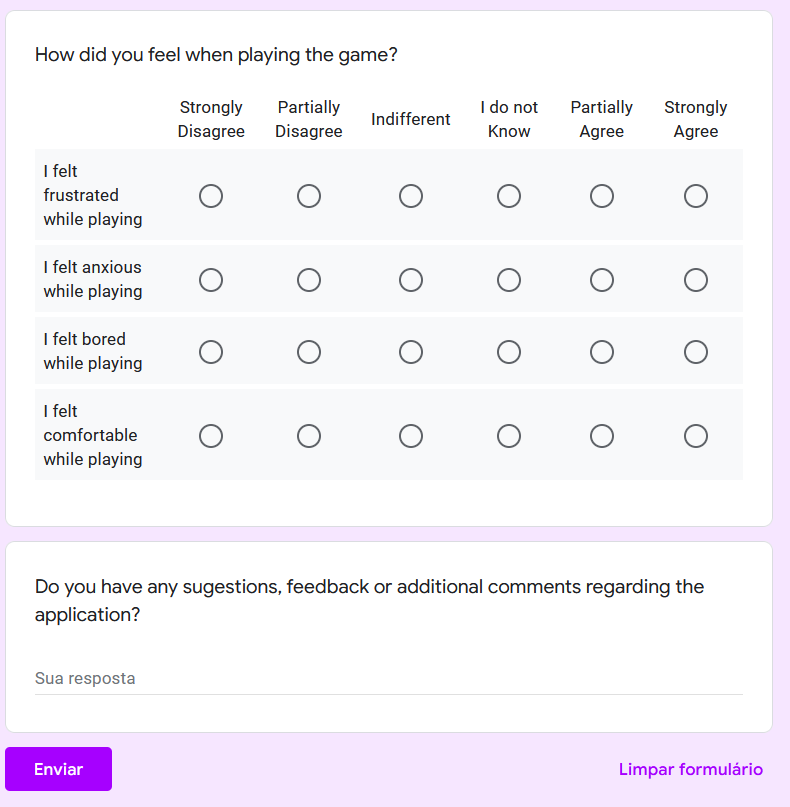 How did you feel when playing the game?
Strongly Disagree
Partially Disagree
Indifferent
I do not Know
Partially Agree
Strongly Agree
I felt
frustrated
while playing
I felt anxious
while playing
I felt bored
while playing
I felt
comfortable
while playing
Do you have any sugestions, feedback or additional comments regarding the
application?
Sua resposta
Enviar
Limpar formulário